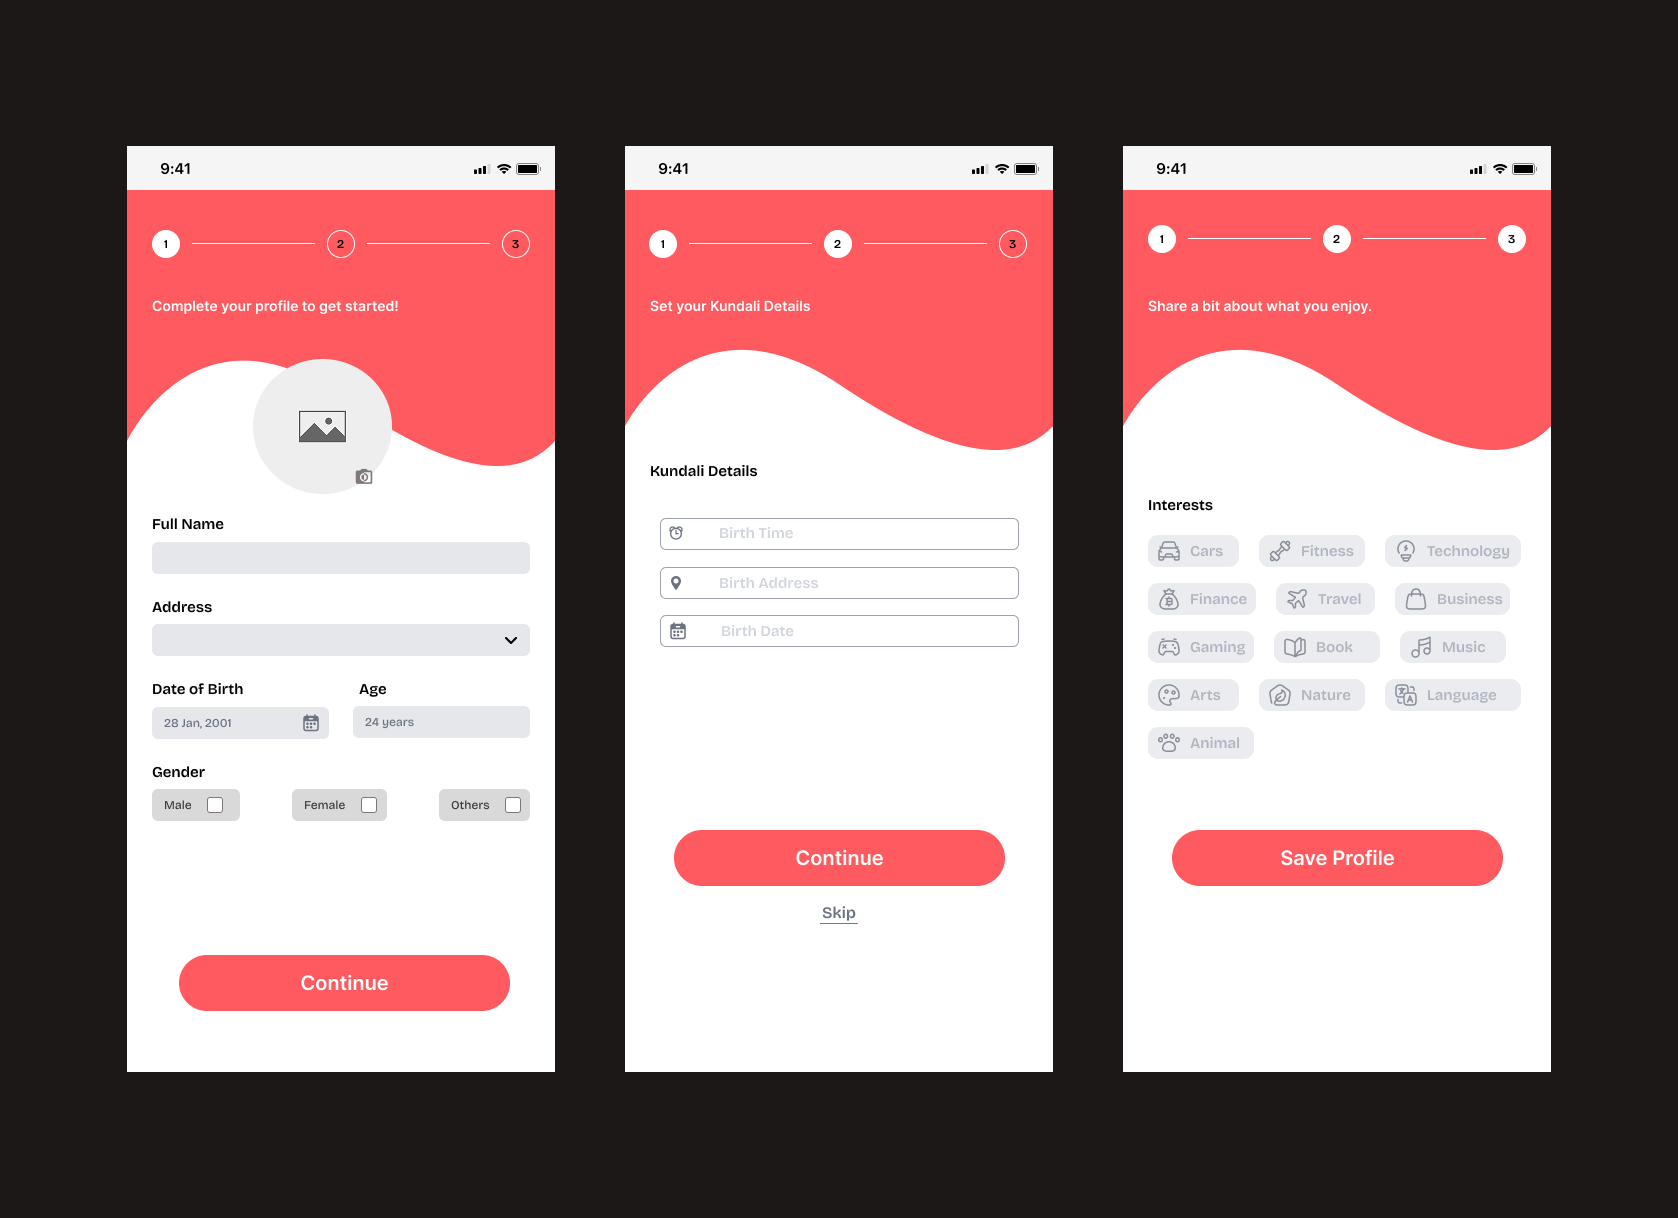 9:41
1 2 3
Complete your profile to get started!
Full Name
Address
Date of Birth Age
28 Jan, 2001 24 years
Gender
Male Female Others
Continue
9:41
1 2 3
Set your Kundali Details
Kundali Details
Birth Time
Birth Address
Birth Date
Continue
Skip
9:41
1 2 3
Share a bit about what you enjoy.
Interests
Cars Fitness Technology
Finance Travel Business
Gaming Book Music
Arts Nature Language
Animal
Save Profile